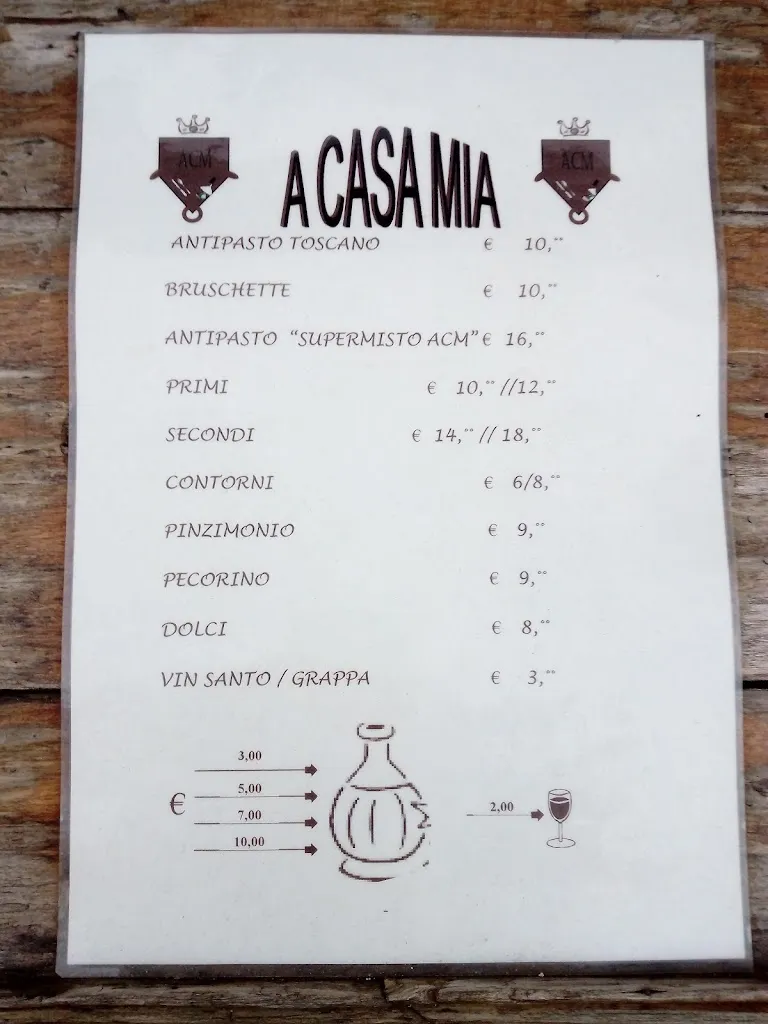 ACM ACM
A CASA MIA
ANTIPASTO TOSCANO € 10,°°
BRUSCHETTE € 10,°°
ANTIPASTO "SUPERMISTO ACM" € 16,°°
PRIMI € 10,°° //12,°°
SECONDI € 14,°° // 18,°°
CONTORNI € 6/8,°°
PINZIMONIO € 9,°°
PECORINO € 9,°°
DOLCI € 8,°°
VIN SANTO / GRAPPA € 3,°°
3,00
€ 5,00
7,00 2,00
10,00